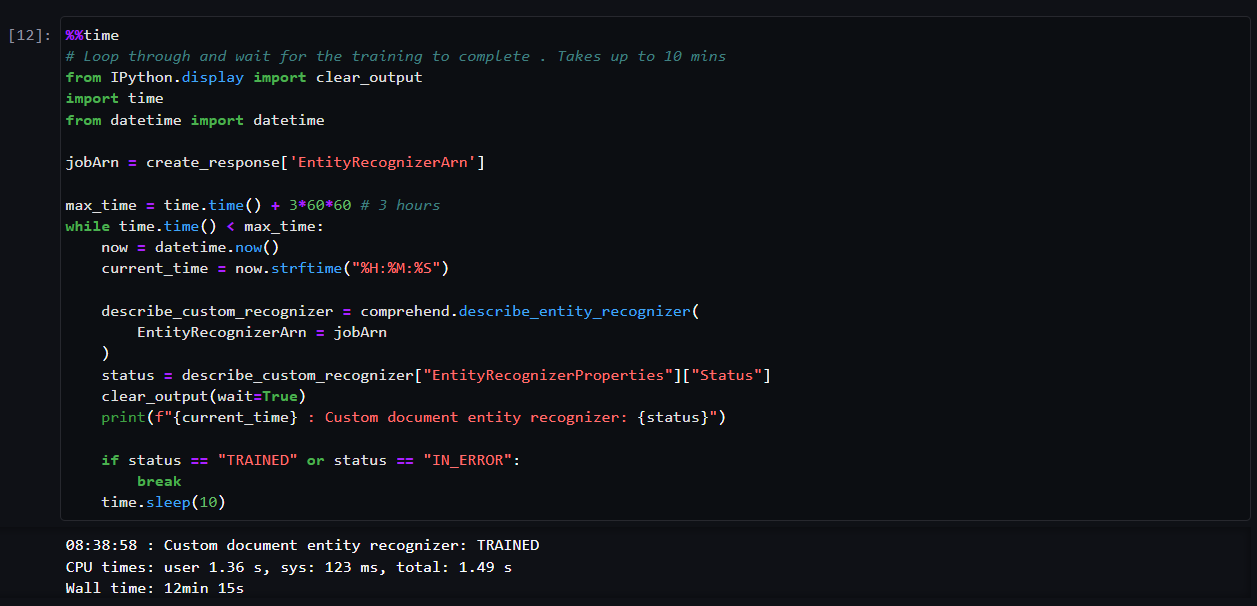 [12]: %%time
# Loop through and wait for the training to complete . Takes up to 10 mins
from IPython.display import clear_output
import time
from datetime import datetime

jobArn = create_response['EntityRecognizerArn']

max_time = time.time() + 3*60*60 # 3 hours
while time.time() < max_time:
    now = datetime.now()
    current_time = now.strftime("%H:%M:%S")

    describe_custom_recognizer = comprehend.describe_entity_recognizer(
        EntityRecognizerArn = jobArn
    )
    status = describe_custom_recognizer["EntityRecognizerProperties"]["Status"]
    clear_output(wait=True)
    print(f"{current_time} : Custom document entity recognizer: {status}")

    if status == "TRAINED" or status == "IN_ERROR":
        break
    time.sleep(10)

08:38:58 : Custom document entity recognizer: TRAINED
CPU times: user 1.36 s, sys: 123 ms, total: 1.49 s
Wall time: 12min 15s